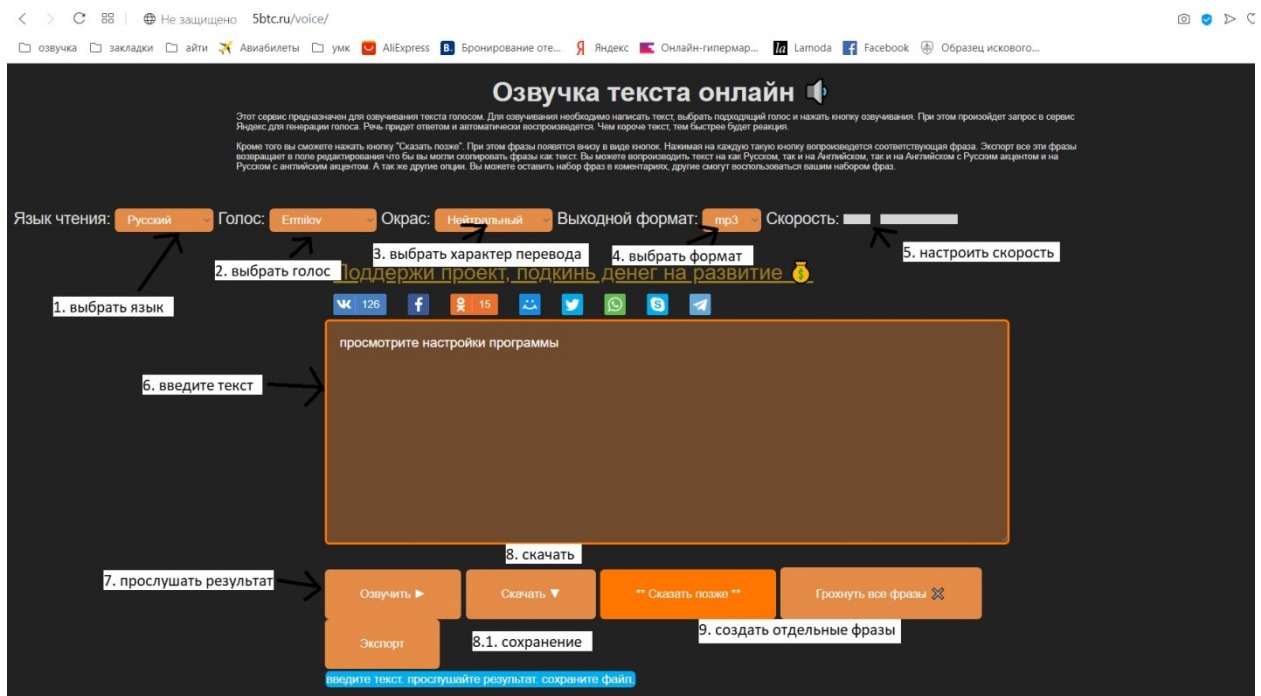 Не защищено 5btc.ru/voice/
озвучка закладки айти Авиабилеты умк AliExpress B. Бронирование оте... Я Яндекс Онлайн-гипермар... la Lamoda Facebook Образец искового...
Озвучка текста онлайн
Этот сервис предназначен для озвучивания текста голосом. Для озвучивания необходимо написать текст, выбрать подходящий голос и нажать кнопку озвучивания. При этом произойдет запрос в сервис
Яндекс для генерации голоса. Речь придет ответом и автоматически воспроизведется. Чем короче текст, тем быстрее будет реакция.
Кроме того вы сможете нажать кнопку "Сказать позже". При этом фразы появятся внизу в виде кнопок. Нажимая на каждую такую кнопку вопроизведется соответствующая фраза. Экспорт все эти фразы
возвращает в поле редактирования что бы вы могли скопировать фразы как текст. Вы можете вопроизводить текст на как Русском, так и на Английском, так и на Английском с Русским акцентом и на
Русском с английским акцентом. А так же другие опции. Вы можете оставить набор фраз в коментариях, другие смогут воспользоваться вашим набором фраз.
Язык чтения: Русский Голос: Ermilov Окрас: Нейтральный Выходной формат: mp3 Скорость:
3. выбрать характер перевода
4. выбрать формат
5. настроить скорость
2. выбрать голос
Поддержи проект, подкинь денег на развитие
1. выбрать язык
126 15
просмотрите настройки программы
6. введите текст
8. скачать
7. прослушать результат
Озвучить ► Скачать ▼ ** Сказать позже ** Грохнуть все фразы ✖
9. создать отдельные фразы
Экспорт
8.1. сохранение
введите текст. прослушайте результат. сохраните файл.